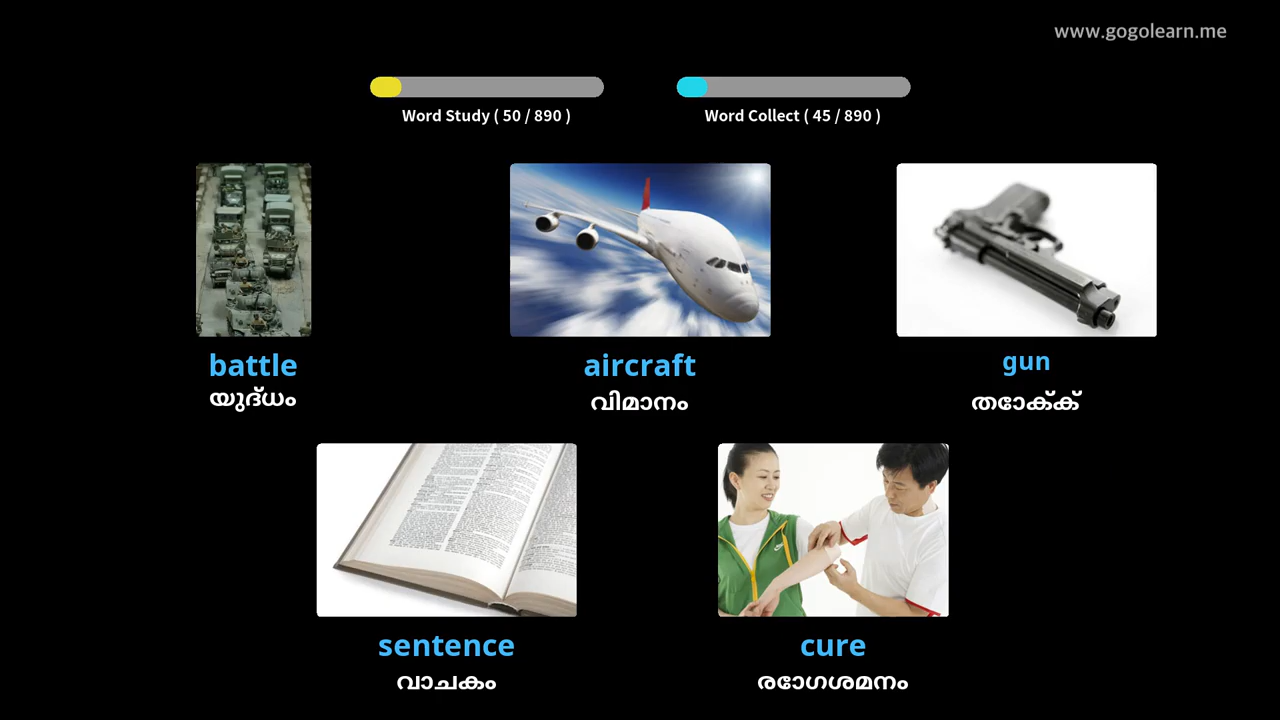 www.gogolearn.me
Word Study ( 50 / 890 )
Word Collect ( 45 / 890 )
battle
യുദ്ധം
aircraft
വിമാനം
gun
തോക്ക്
sentence
വാചകം
cure
രോഗശമനം